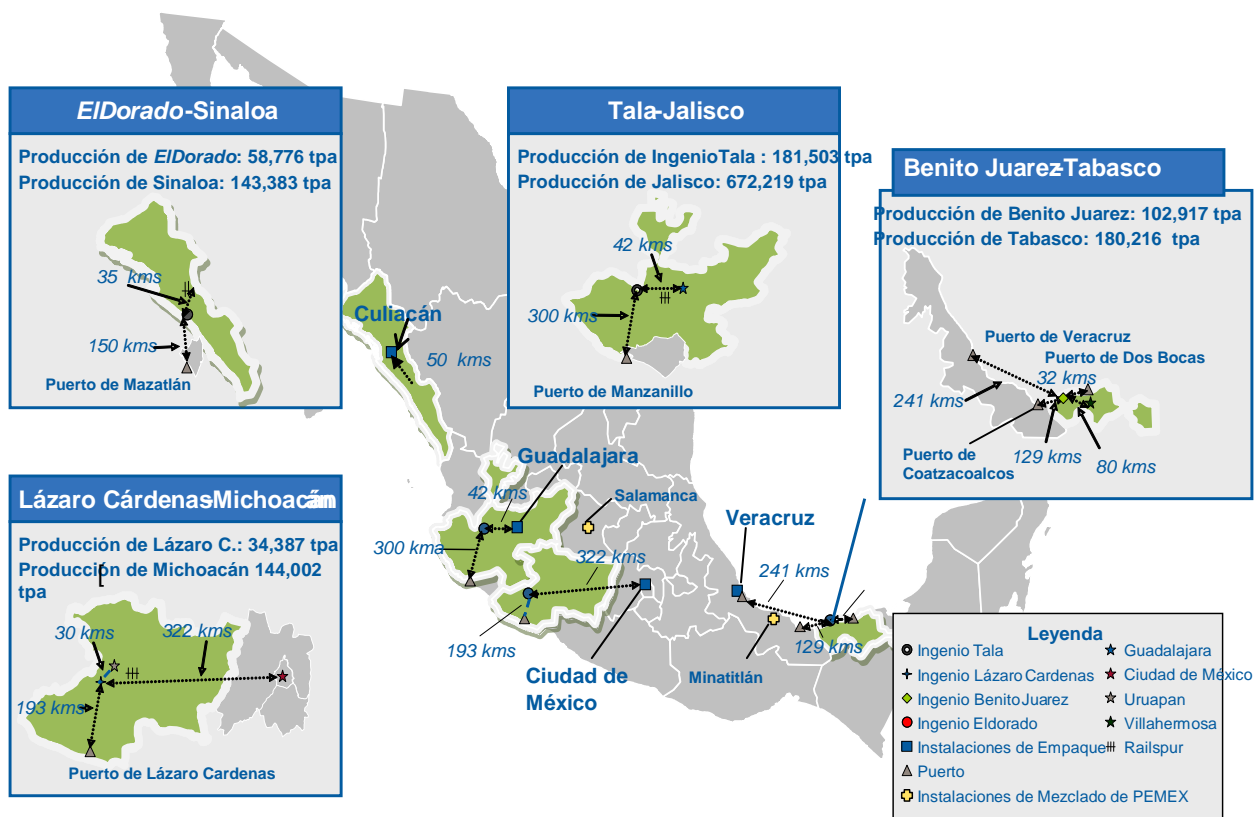 ElDorado-Sinaloa
Producción de ElDorado: 58,776 tpa
Producción de Sinaloa: 143,383 tpa
35 kms
150 kms
Puerto de Mazatlán
Tala-Jalisco
Producción de IngenioTala : 181,503 tpa
Producción de Jalisco: 672,219 tpa
42 kms
300 kms
Puerto de Manzanillo
Benito Juarez-Tabasco
Producción de Benito Juarez: 102,917 tpa
Producción de Tabasco: 180,216 tpa
Puerto de Veracruz
Puerto de Dos Bocas
32 kms
241 kms
Puerto de
Coatzacoalcos
129 kms
80 kms
Culiacán
50 kms
Guadalajara
42 kms
Salamanca
300 kma
322 kms
Veracruz
241 kms
193 kms
129 kms
Ciudad de
México
Minatitlán
Lázaro Cárdenas-Michoacán
Producción de Lázaro C.: 34,387 tpa
Producción de Michoacán 144,002
tpa
[
30 kms
322 kms
193 kms
Puerto de Lázaro Cardenas
Leyenda
Ingenio Tala
Guadalajara
Ingenio Lázaro Cardenas
Ciudad de México
Ingenio Benito Juarez
Uruapan
Ingenio Eldorado
Villahermosa
Instalaciones de Empaque
Railspur
Puerto
Instalaciones de Mezclado de PEMEX